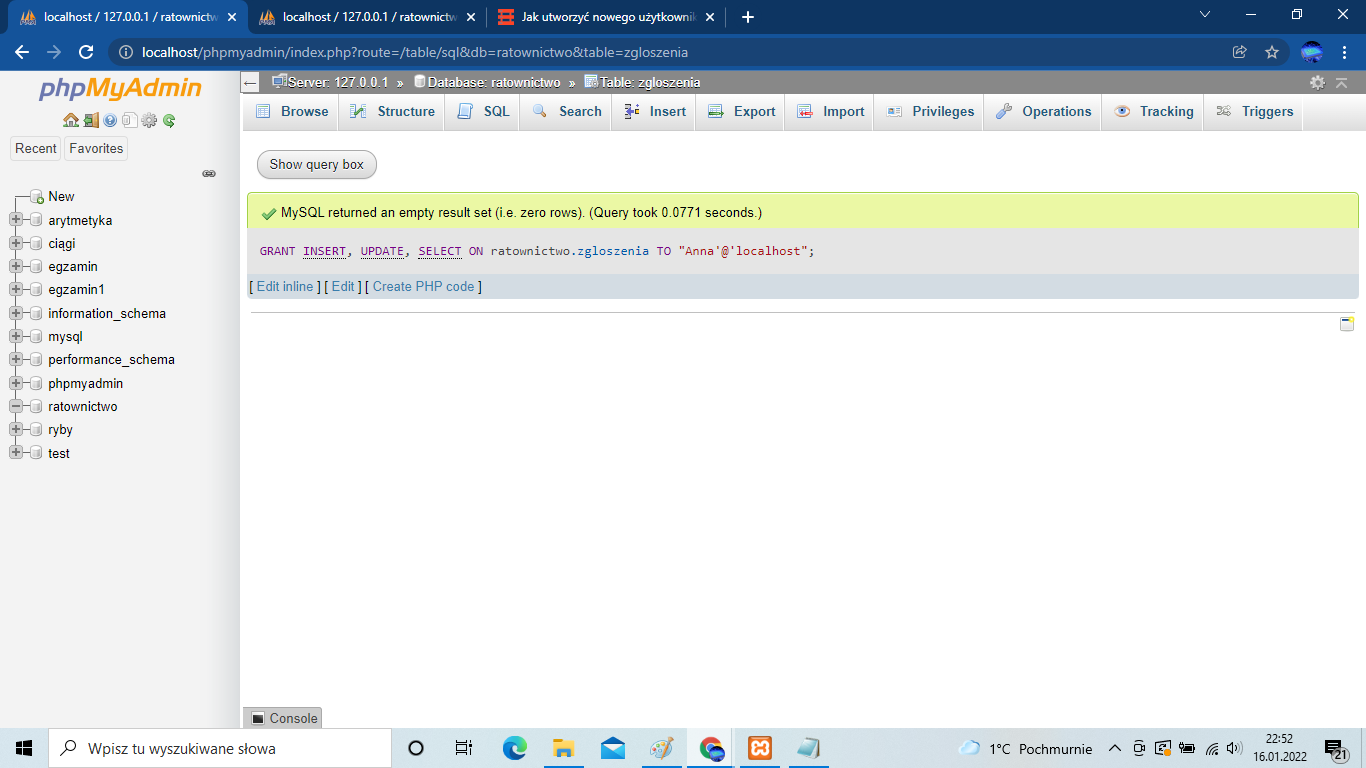 localhost / 127.0.0.1 / ratownictw
localhost / 127.0.0.1 / ratownictw
Jak utworzyć nowego użytkownik
localhost/phpmyadmin/index.php?route=/table/sql&db=ratownictwo&table=zgloszenia
phpMyAdmin
Recent Favorites
New
arytmetyka
ciągi
egzamin
egzamin1
information_schema
mysql
performance_schema
phpmyadmin
ratownictwo
ryby
test
Server: 127.0.0.1 » Database: ratownictwo » Table: zgloszenia
Browse Structure SQL Search Insert Export Import Privileges Operations Tracking Triggers
Show query box
MySQL returned an empty result set (i.e. zero rows). (Query took 0.0771 seconds.)
GRANT INSERT, UPDATE, SELECT ON ratownictwo.zgloszenia TO "Anna'@'localhost";
[ Edit inline ] [ Edit ] [ Create PHP code ]
Console
Wpisz tu wyszukiwane słowa
1°C Pochmurnie
22:52
16.01.2022
21